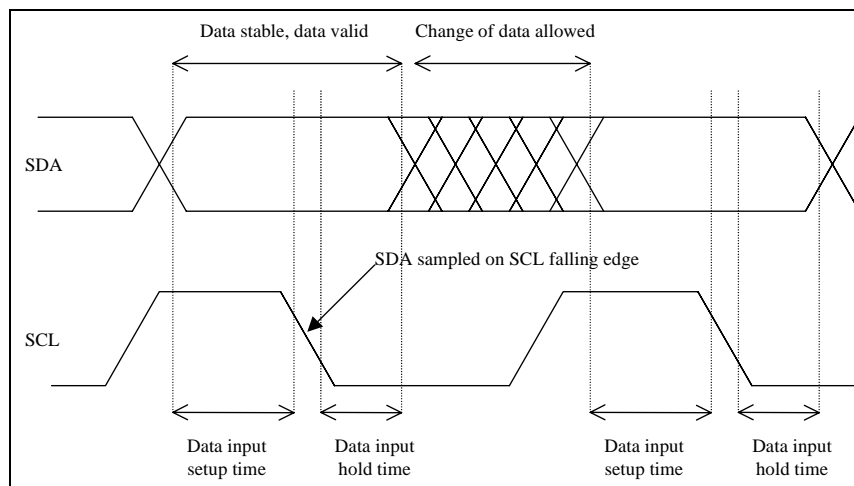 Data stable, data valid
Change of data allowed
SDA
SDA sampled on SCL falling edge
SCL
Data input
setup time
Data input
hold time
Data input
setup time
Data input
hold time